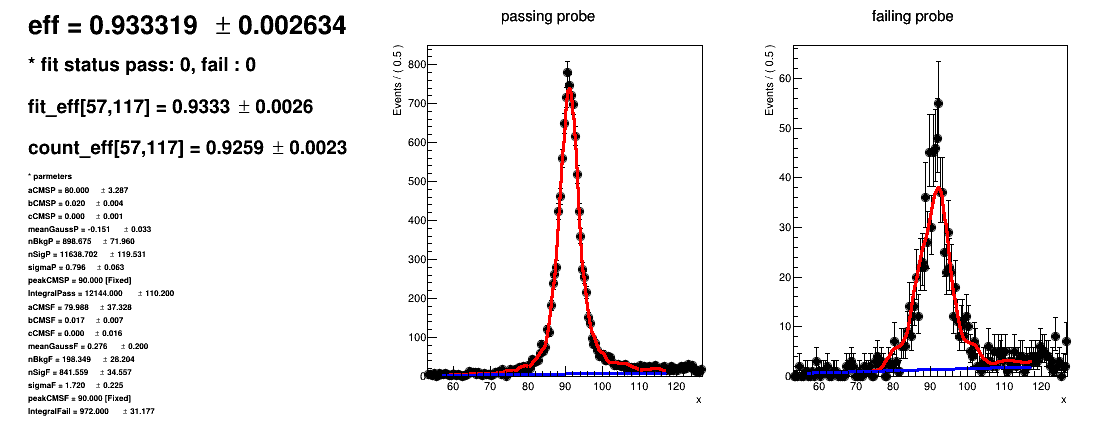 eff = 0.933319 ± 0.002634
* fit status pass: 0, fail : 0
fit_eff[57,117] = 0.9333 ± 0.0026
count_eff[57,117] = 0.9259 ± 0.0023
* parmeters
aCMSP = 80.000 ± 3.287
bCMSP = 0.020 ± 0.004
cCMSP = 0.000 ± 0.001
meanGaussP = -0.151 ± 0.033
nBkgP = 898.675 ± 71.960
nSigP = 11638.702 ± 119.531
sigmaP = 0.796 ± 0.063
peakCMSP = 90.000 [Fixed]
IntegralPass = 12144.000 ± 110.200
aCMSF = 79.988 ± 37.328
bCMSF = 0.017 ± 0.007
cCMSF = 0.000 ± 0.016
meanGaussF = 0.276 ± 0.200
nBkgF = 198.349 ± 28.204
nSigF = 841.559 ± 34.557
sigmaF = 1.720 ± 0.225
peakCMSF = 90.000 [Fixed]
IntegralFail = 972.000 ± 31.177
passing probe
Events / ( 0.5 )
800
700
600
500
400
300
200
100
0
60 70 80 90 100 110 120
x
failing probe
Events / ( 0.5 )
60
50
40
30
20
10
0
60 70 80 90 100 110 120
x